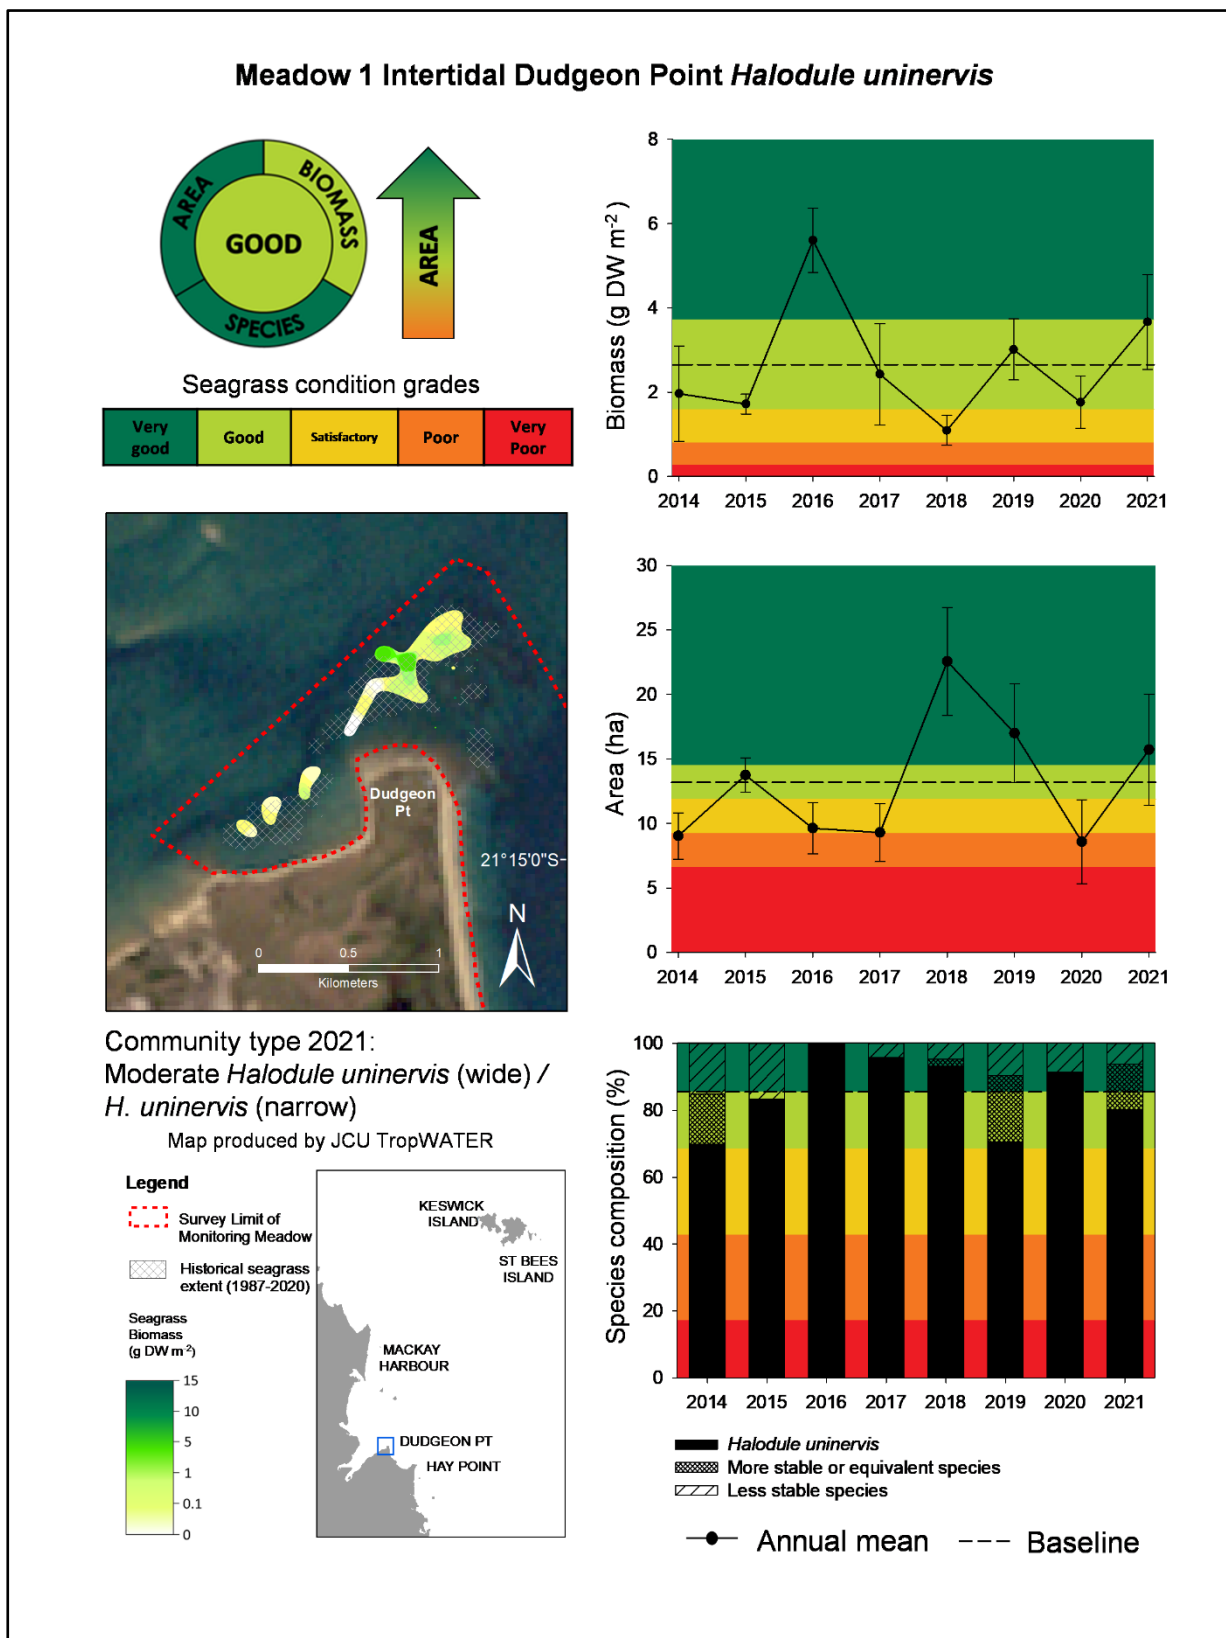 Meadow 1 Intertidal Dudgeon Point Halodule uninervis
AREA
BIOMASS
SPECIES
GOOD
AREA
Seagrass condition grades
Very good
Good
Satisfactory
Poor
Very Poor
Dudgeon
Pt
21°15'0"S
N
0 0.5 1
Kilometers
Community type 2021:
Moderate Halodule uninervis (wide) /
H. uninervis (narrow)
Map produced by JCU TropWATER
Legend
Survey Limit of
Monitoring Meadow
Historical seagrass
extent (1987-2020)
Seagrass
Biomass
(g DW m-2)
15
10
5
1
0.1
0
KESWICK
ISLAND
ST BEES
ISLAND
MACKAY
HARBOUR
DUDGEON PT
HAY POINT
Biomass (g DW m-2)
8
6
4
2
0
2014 2015 2016 2017 2018 2019 2020 2021
Area (ha)
30
25
20
15
10
5
0
2014 2015 2016 2017 2018 2019 2020 2021
Species composition (%)
100
80
60
40
20
0
2014 2015 2016 2017 2018 2019 2020 2021
Halodule uninervis
More stable or equivalent species
Less stable species
Annual mean
Baseline